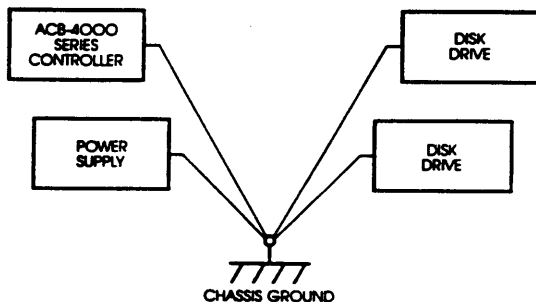 ACB-4000
SERIES
CONTROLLER
DISK
DRIVE
POWER
SUPPLY
DISK
DRIVE
CHASSIS GROUND